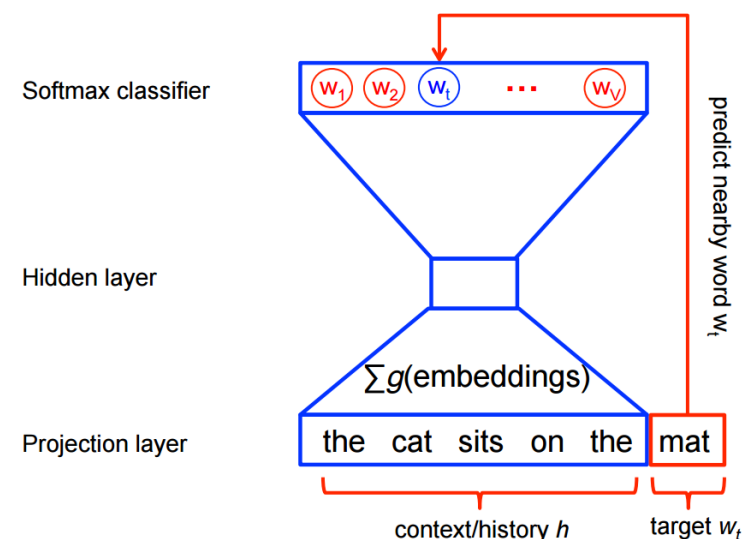 Softmax classifier
w1 w2 wt ... wV
predict nearby word wt
Hidden layer
∑g(embeddings)
Projection layer
the cat sits on the mat
context/history h
target wt